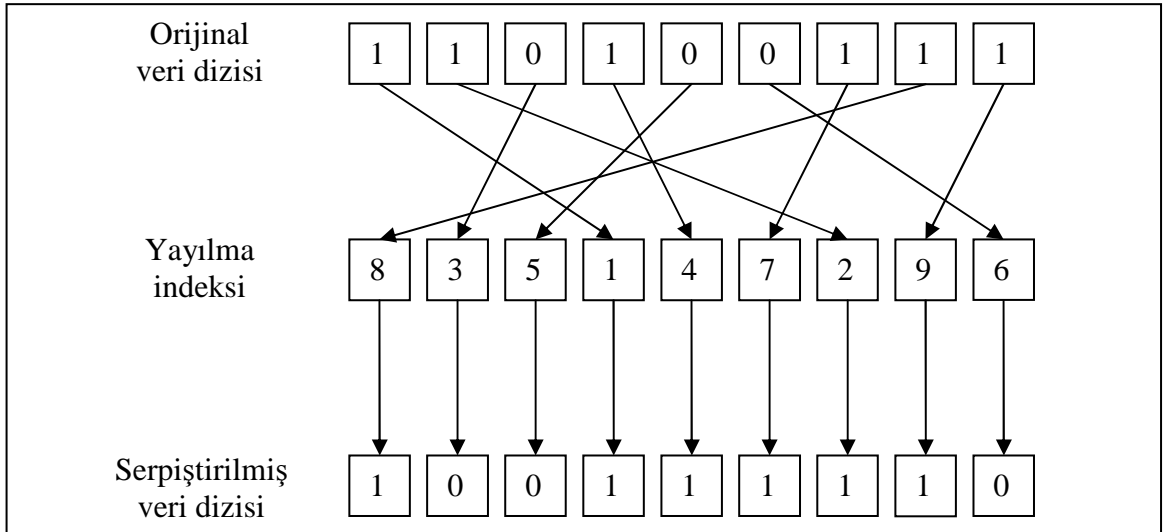 Orijinal
veri dizisi
1 1 0 1 0 0 1 1 1
Yayılma
indeksi
8 3 5 1 4 7 2 9 6
Serpiştirilmiş
veri dizisi
1 0 0 1 1 1 1 1 0